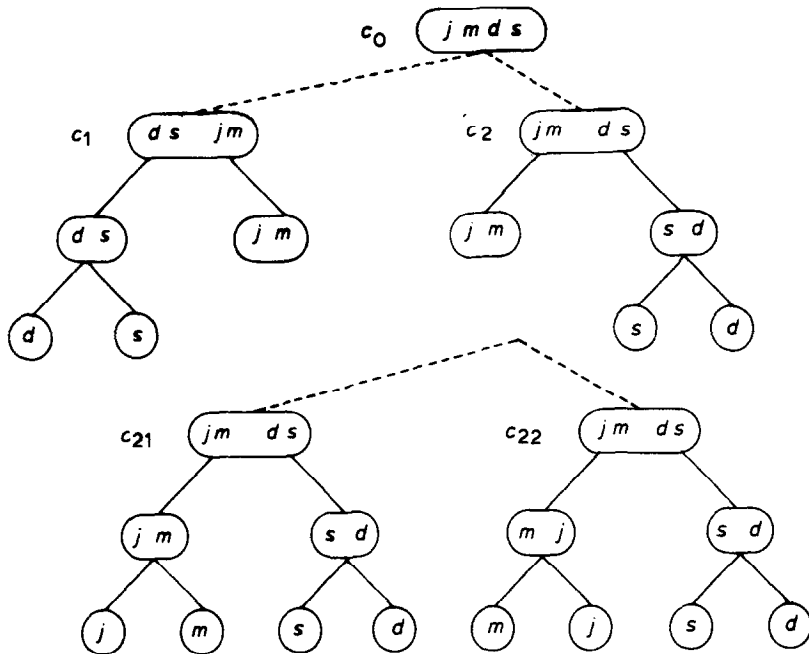 c0 j m d s
c1 d s j m c2 j m d s
d s j m j m s d
d s s d
c21 j m d s c22 j m d s
j m s d m j s d
j m s d m j s d